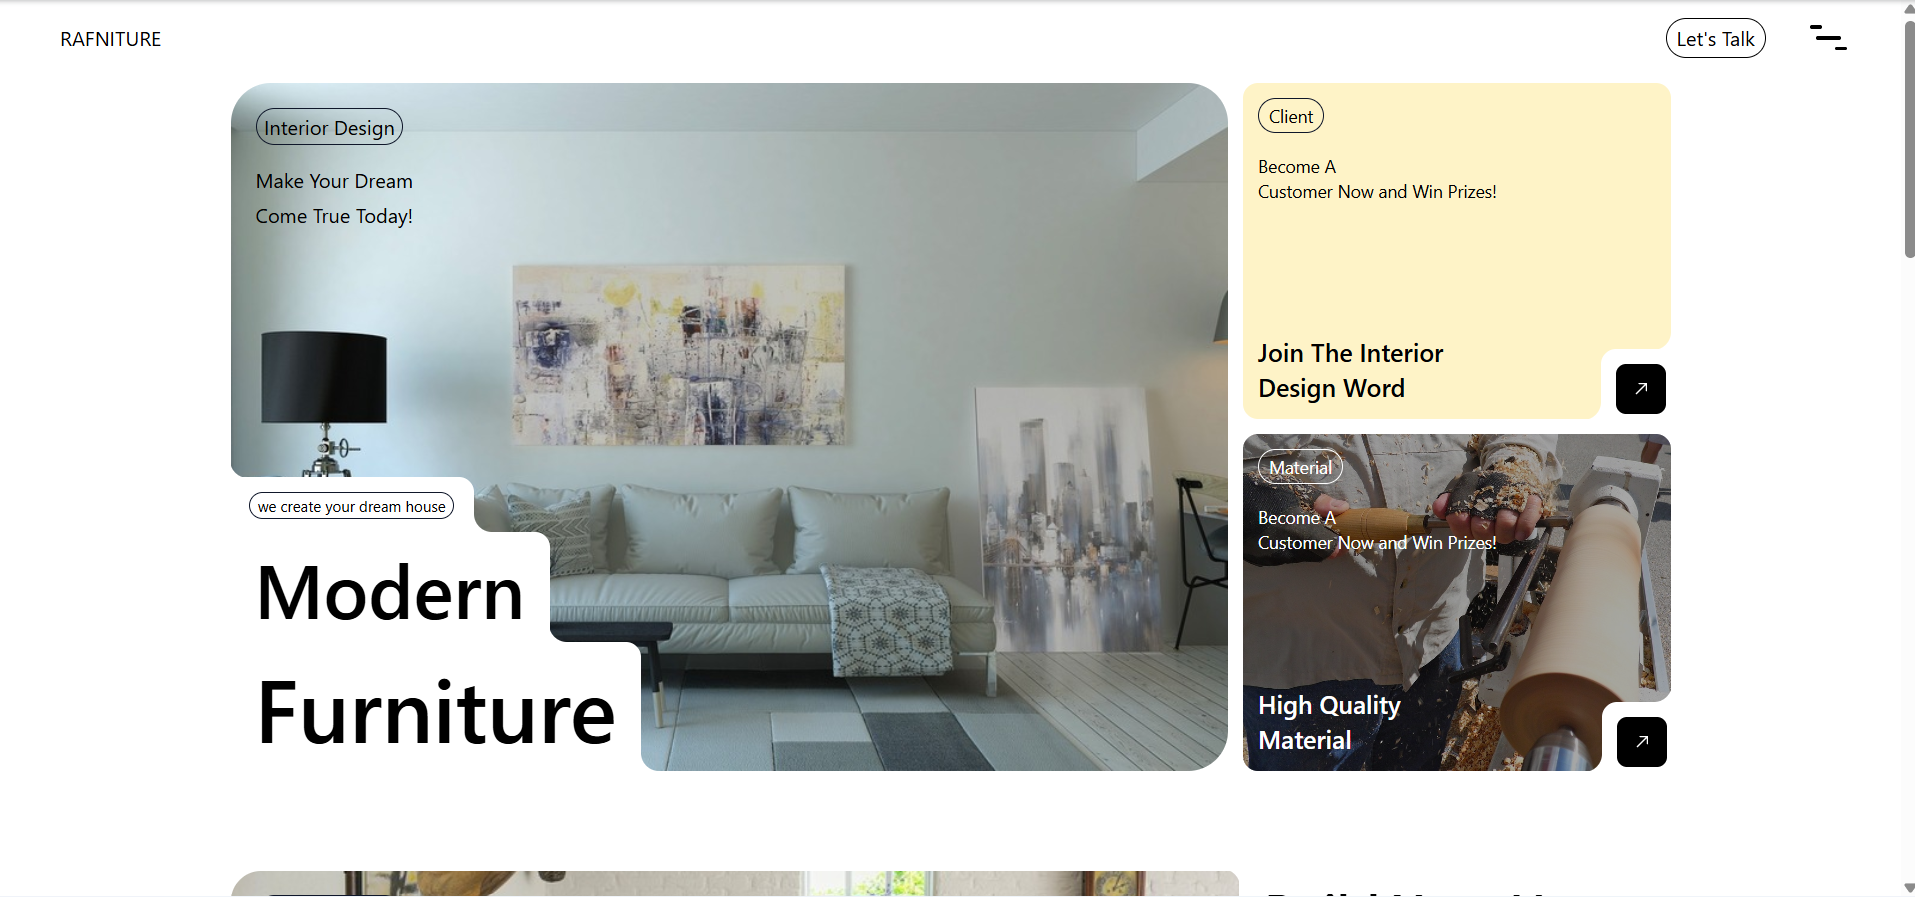 RAFNITURE
Let's Talk
Interior Design
Make Your Dream
Come True Today!
we create your dream house
Modern
Furniture
Client
Become A
Customer Now and Win Prizes!
Join The Interior
Design Word
Material
Become A
Customer Now and Win Prizes!
High Quality
Material